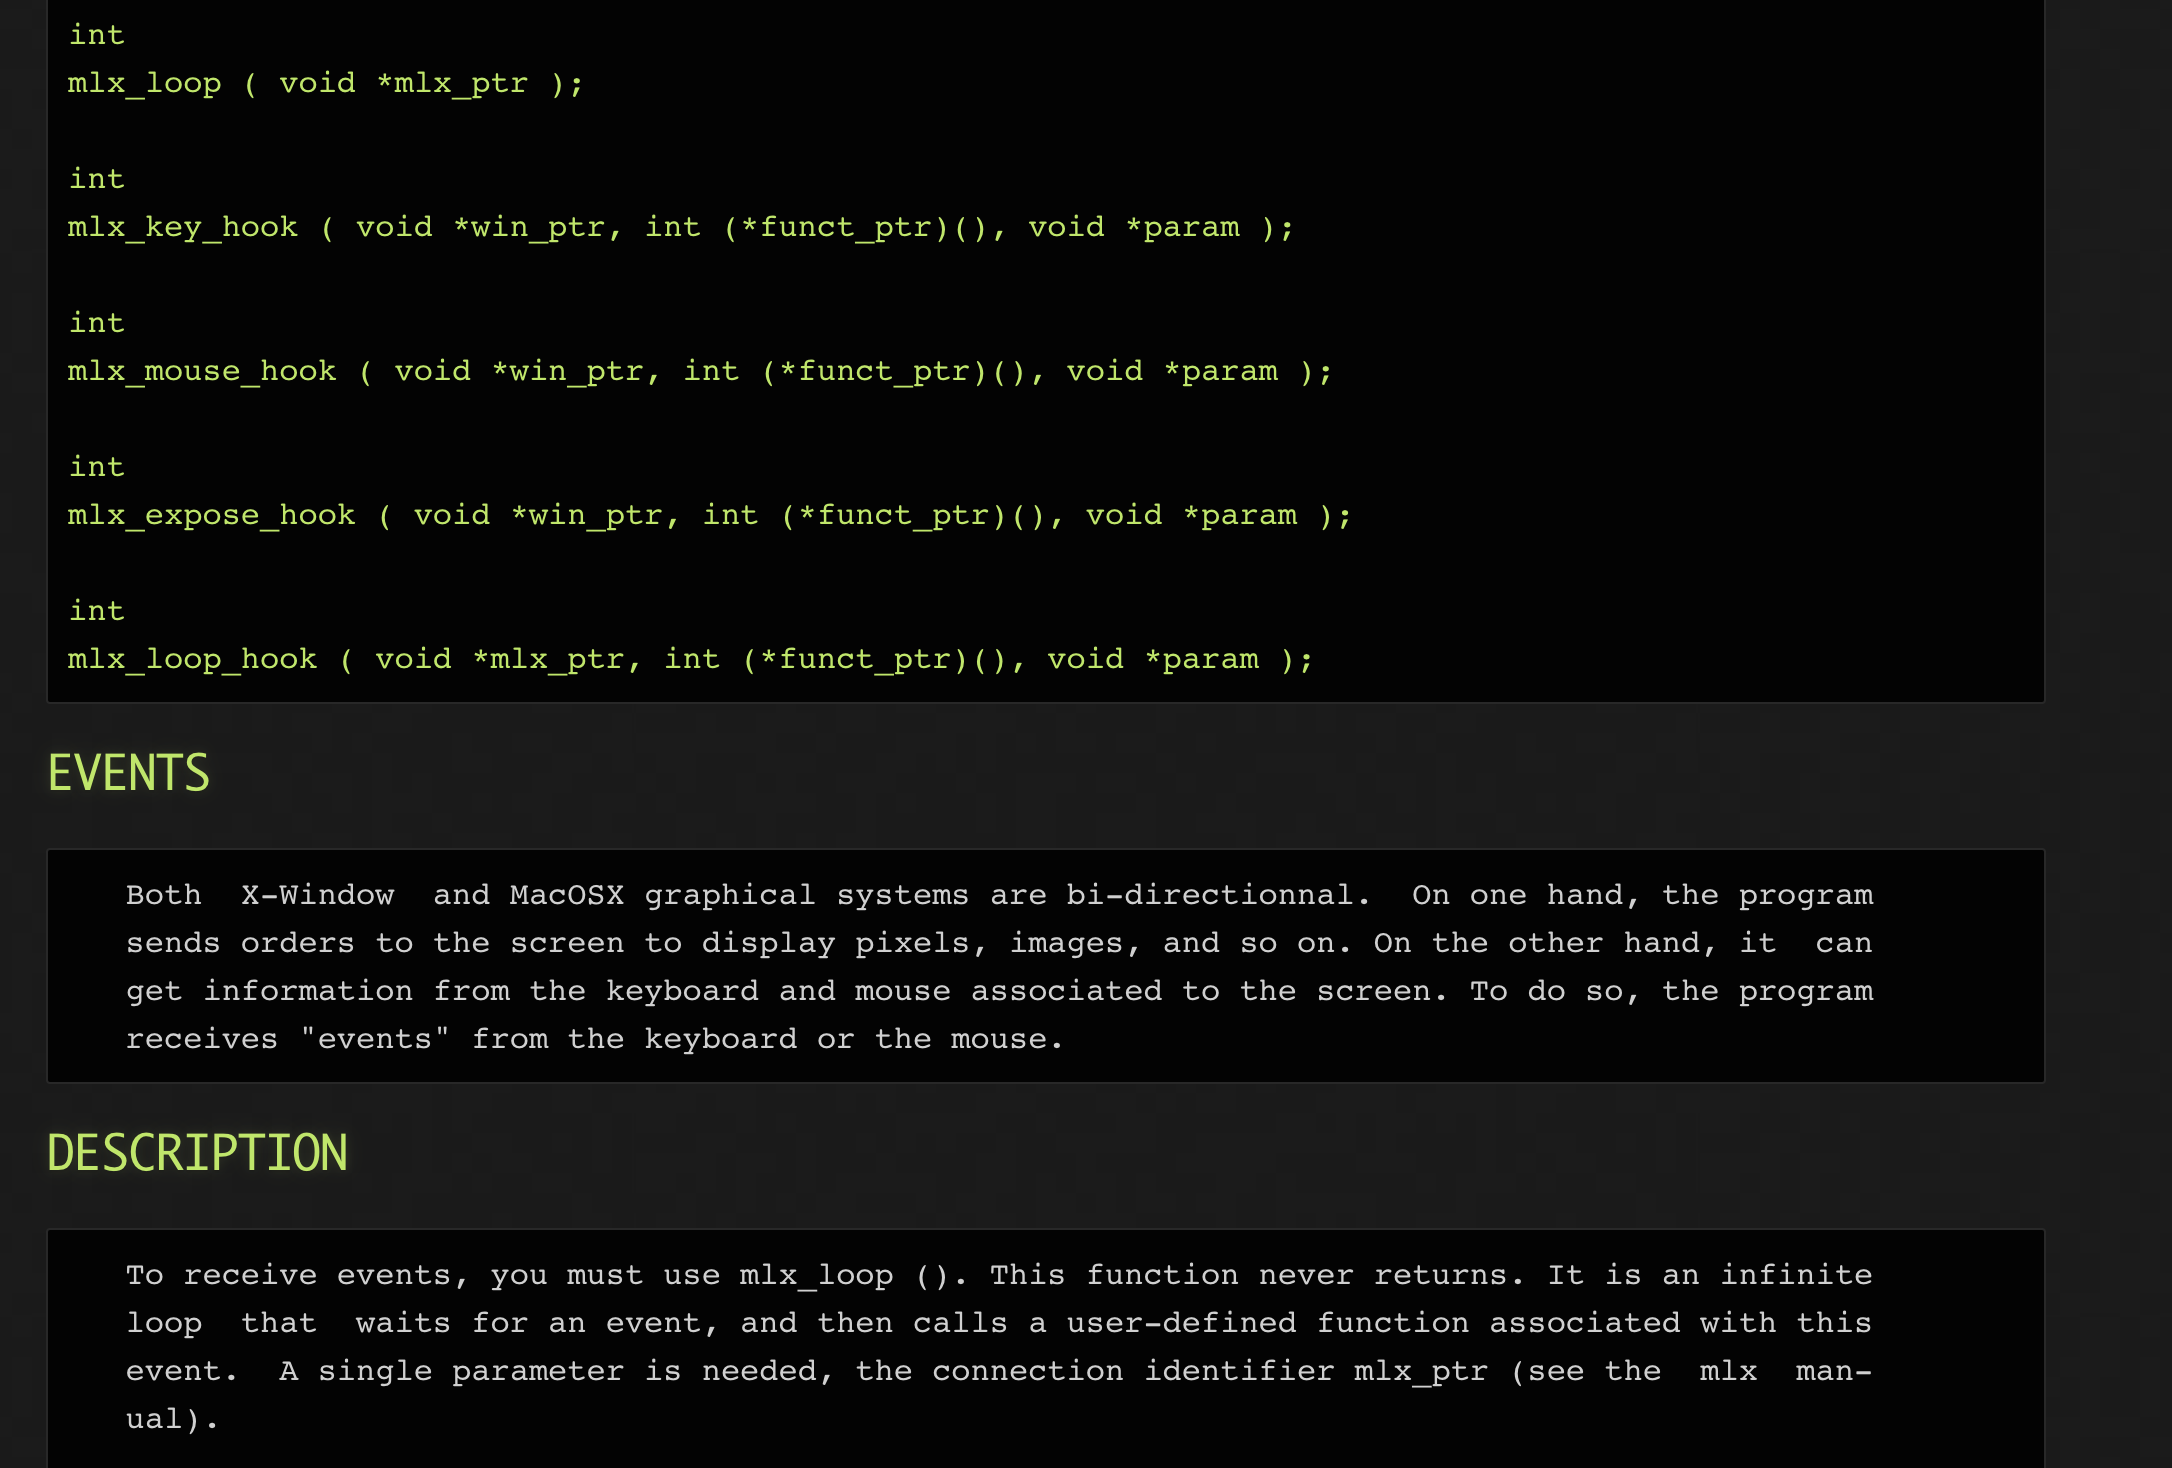 int
mlx_loop ( void *mlx_ptr );
int
mlx_key_hook ( void *win_ptr, int (*funct_ptr)(), void *param );
int
mlx_mouse_hook ( void *win_ptr, int (*funct_ptr)(), void *param );
int
mlx_expose_hook ( void *win_ptr, int (*funct_ptr)(), void *param );
int
mlx_loop_hook ( void *mlx_ptr, int (*funct_ptr)(), void *param );
EVENTS
Both  X-Window  and MacOSX graphical systems are bi-directionnal.  On one hand, the program
sends orders to the screen to display pixels, images, and so on. On the other hand, it  can
get information from the keyboard and mouse associated to the screen. To do so, the program
receives "events" from the keyboard or the mouse.
DESCRIPTION
To receive events, you must use mlx_loop (). This function never returns. It is an infinite
loop  that  waits for an event, and then calls a user-defined function associated with this
event.  A single parameter is needed, the connection identifier mlx_ptr (see the  mlx  man-
ual).